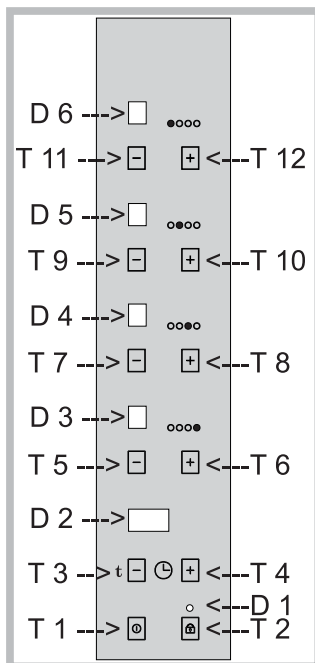 D 6 --->
T 11 ---> - + <---T 12
D 5 --->
T 9 ---> - + <---T 10
D 4 --->
T 7 ---> - + <---T 8
D 3 --->
T 5 ---> - + <---T 6
D 2 --->
T 3 ---> t - + <---T 4
<---D 1
T 1 ---> <---T 2